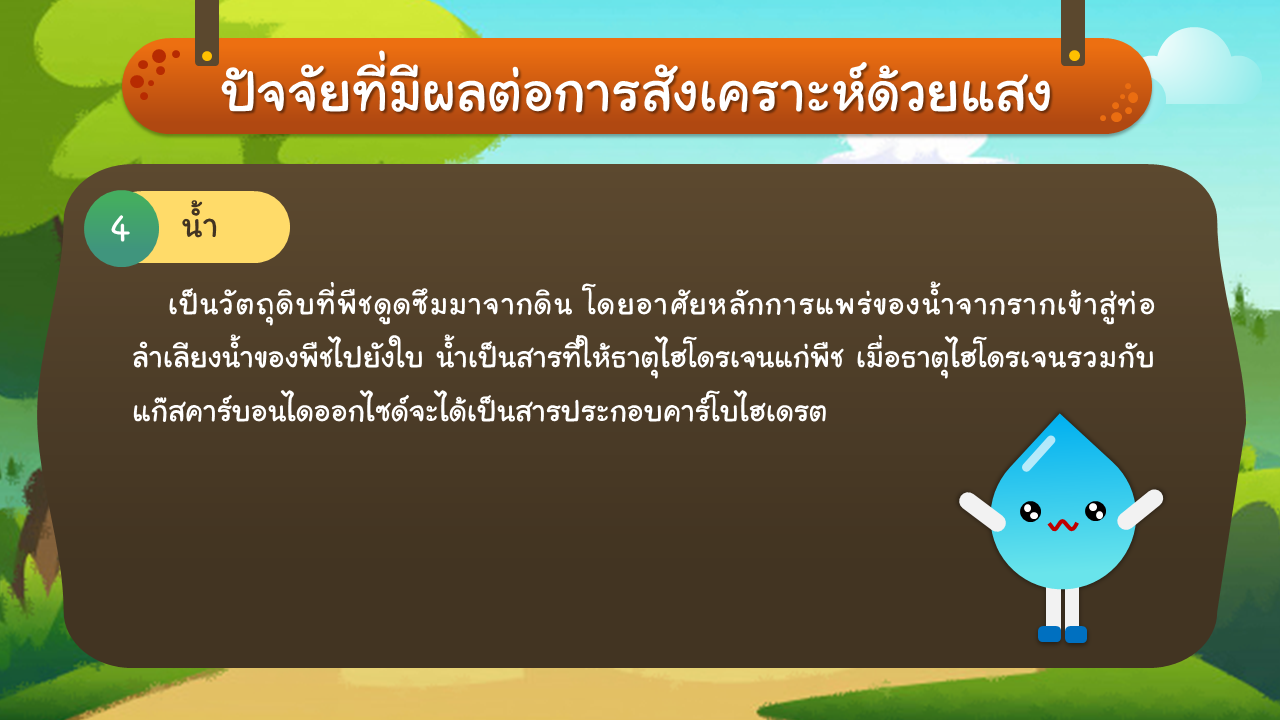 ปัจจัยที่มีผลต่อการสังเคราะห์ด้วยแสง
4 น้ำ
เป็นวัตถุดิบที่พืชดูดซึมมาจากดิน โดยอาศัยหลักการแพร่ของน้ำจากรากเข้าสู่ท่อ
ลำเลียงน้ำของพืชไปยังใบ น้ำเป็นสารที่ให้ธาตุไฮโดรเจนแก่พืช เมื่อธาตุไฮโดรเจนรวมกับ
แก๊สคาร์บอนไดออกไซด์จะได้เป็นสารประกอบคาร์โบไฮเดรต